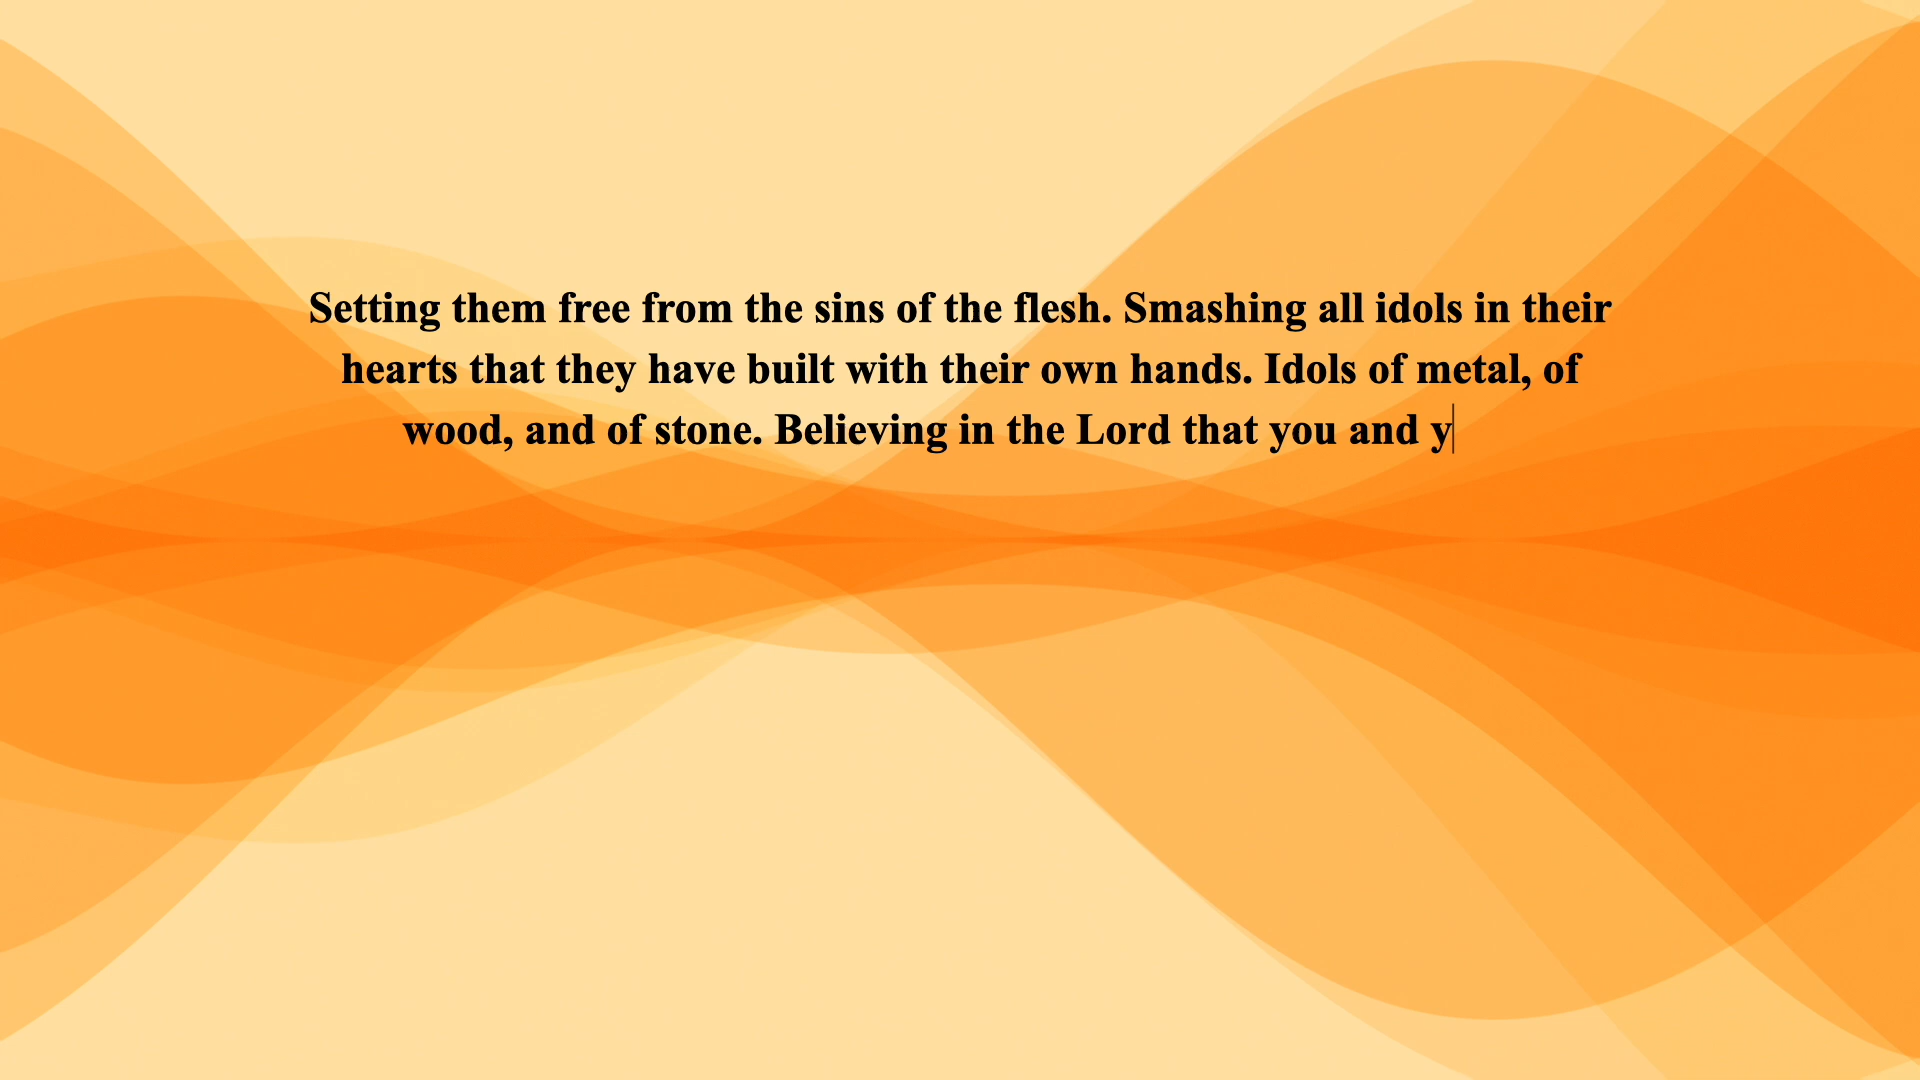 Setting them free from the sins of the flesh. Smashing all idols in their
hearts that they have built with their own hands. Idols of metal, of
wood, and of stone. Believing in the Lord that you and y